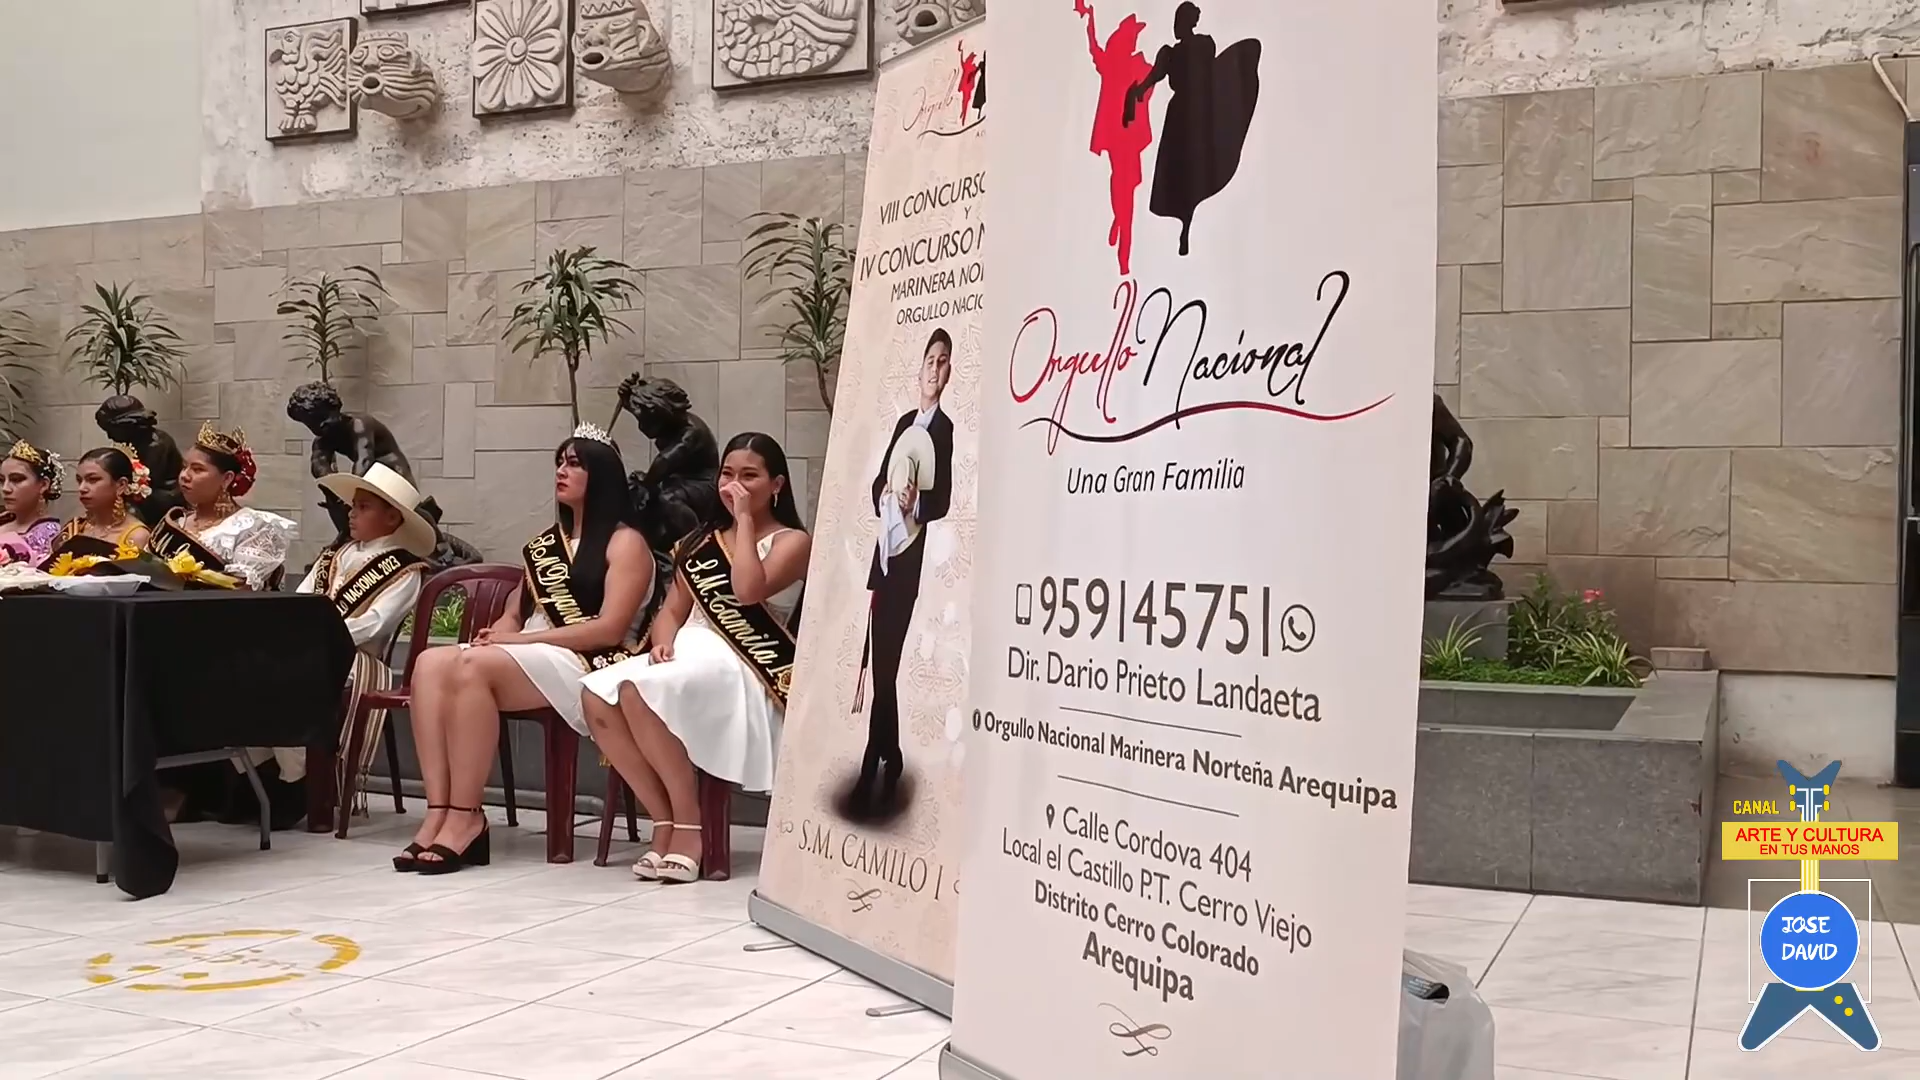 VIII CONCURSO
Y
IV CONCURSO
MARINERA
ORGULLO
S.M. CAMILO I
Orgullo Nacional
Una Gran Familia
959145751
Dir. Dario Prieto Landaeta
Orgullo Nacional Marinera Norteña Arequipa
Calle Cordova 404
Local el Castillo P.T. Cerro Viejo
Distrito Cerro Colorado
Arequipa
NACIONAL 2023
S.M. Camila I
CANAL
ARTE Y CULTURA
EN TUS MANOS
JOSE
DAVID